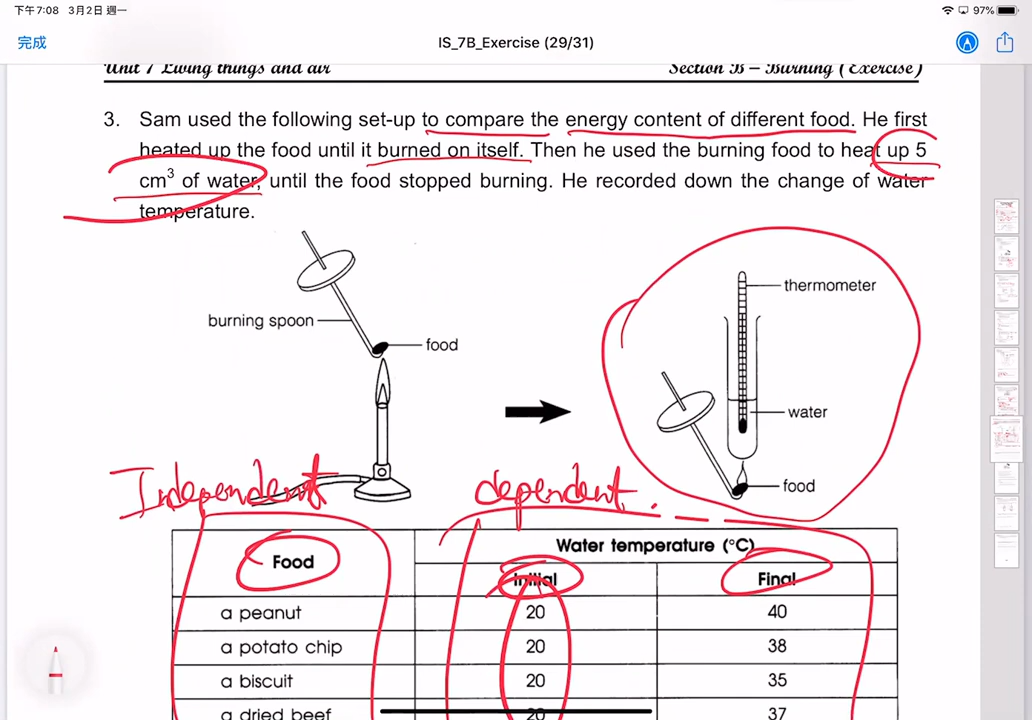 下午7:08 3月2日 週一
97%
完成
IS_7B_Exercise (29/31)
Unit 7 Living things and air
Section B – Burning (Exercise)
3. Sam used the following set-up to compare the energy content of different food. He first
heated up the food until it burned on itself. Then he used the burning food to heat up 5
cm³ of water, until the food stopped burning. He recorded down the change of water
temperature.
thermometer
burning spoon
food
water
food
Independent
dependent.
Water temperature (°C)
Food
Initial
Final
a peanut 20 40
a potato chip 20 38
a biscuit 20 35
a dried beef 20 37